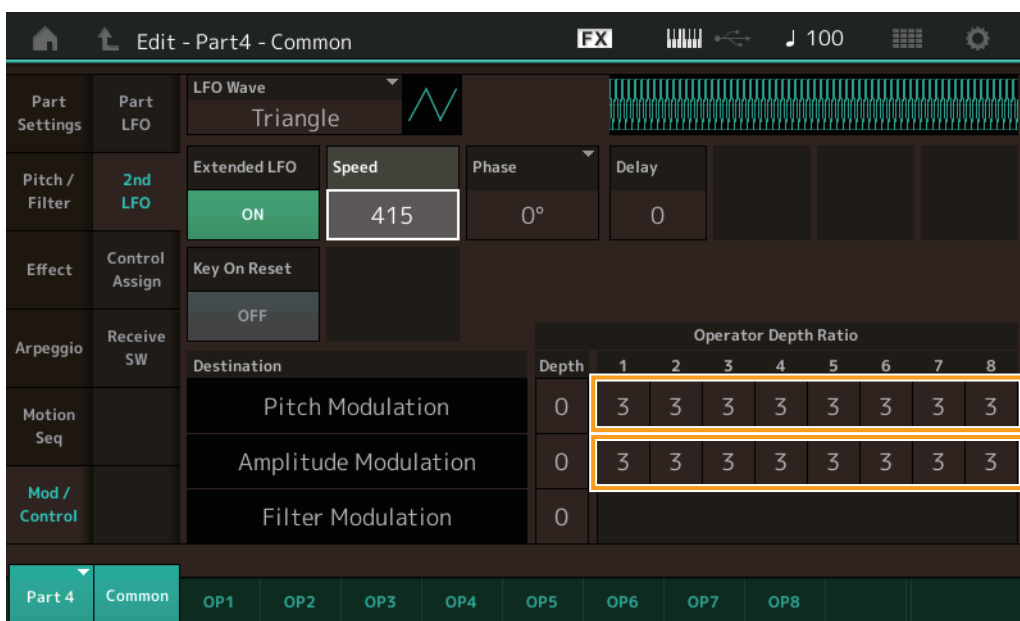 Edit - Part4 - Common
FX
♩ 100
Part
Settings
Pitch /
Filter
Effect
Arpeggio
Motion
Seq
Mod /
Control
Part
LFO
2nd
LFO
Control
Assign
Receive
SW
LFO Wave
Triangle
Extended LFO
ON
Speed
415
Phase
0°
Delay
0
Key On Reset
OFF
Operator Depth Ratio
Destination Depth 1 2 3 4 5 6 7 8
Pitch Modulation 0 3 3 3 3 3 3 3 3
Amplitude Modulation 0 3 3 3 3 3 3 3 3
Filter Modulation 0
Part 4 Common OP1 OP2 OP3 OP4 OP5 OP6 OP7 OP8